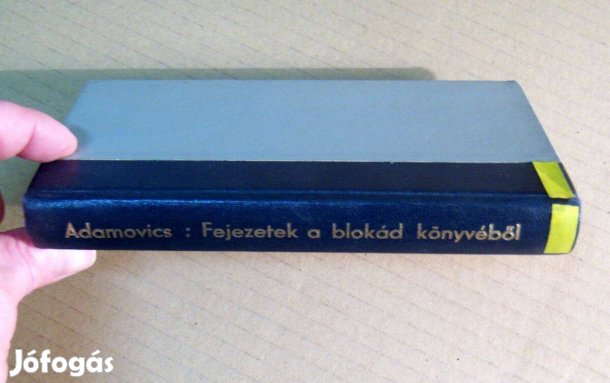 Adamovics : Fejezetek a blokád könyvéből
Jófogás